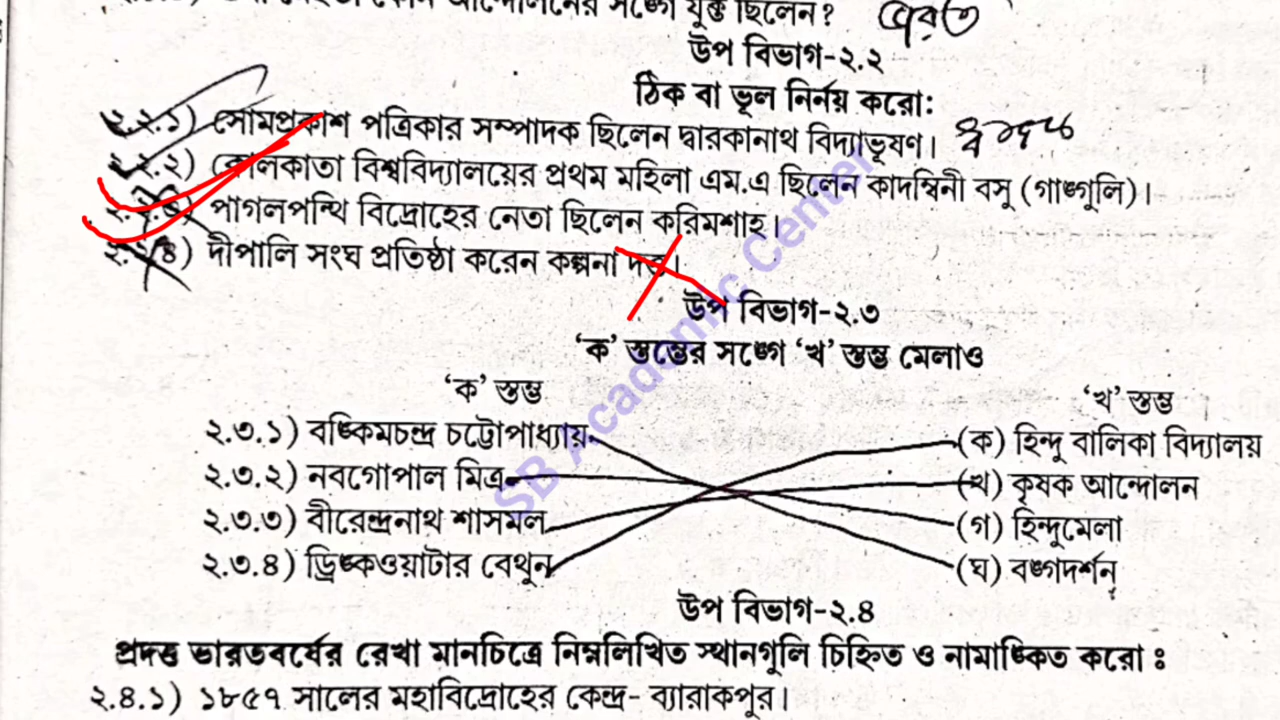 কোন আন্দোলনের সঙ্গে যুক্ত ছিলেন?
উপ বিভাগ-২.২
ঠিক বা ভূল নির্নয় করো:
২.২.১) সোমপ্রকাশ পত্রিকার সম্পাদক ছিলেন দ্বারকানাথ বিদ্যাভূষণ।
২.২.২) কোলকাতা বিশ্ববিদ্যালয়ের প্রথম মহিলা এম.এ ছিলেন কাদম্বিনী বসু (গাঙ্গুলি)।
২.২.৩) পাগলপন্থি বিদ্রোহের নেতা ছিলেন করিমশাহ।
২.২.৪) দীপালি সংঘ প্রতিষ্ঠা করেন কল্পনা দত্ত।
উপ বিভাগ-২.৩
‘ক’ স্তম্ভের সঙ্গে ‘খ’ স্তম্ভ মেলাও
‘ক’ স্তম্ভ ‘খ’ স্তম্ভ
২.৩.১) বঙ্কিমচন্দ্র চট্টোপাধ্যায় (ক) হিন্দু বালিকা বিদ্যালয়
২.৩.২) নবগোপাল মিত্র (খ) কৃষক আন্দোলন
২.৩.৩) বীরেন্দ্রনাথ শাসমল (গ) হিন্দুমেলা
২.৩.৪) ড্রিঙ্কওয়াটার বেথুন (ঘ) বঙ্গদর্শন
উপ বিভাগ-২.৪
প্রদত্ত ভারতবর্ষের রেখা মানচিত্রে নিম্নলিখিত স্থানগুলি চিহ্নিত ও নামাঙ্কিত করো ঃ
২.৪.১) ১৮৫৭ সালের মহাবিদ্রোহের কেন্দ্র- ব্যারাকপুর।
SB Academic Center